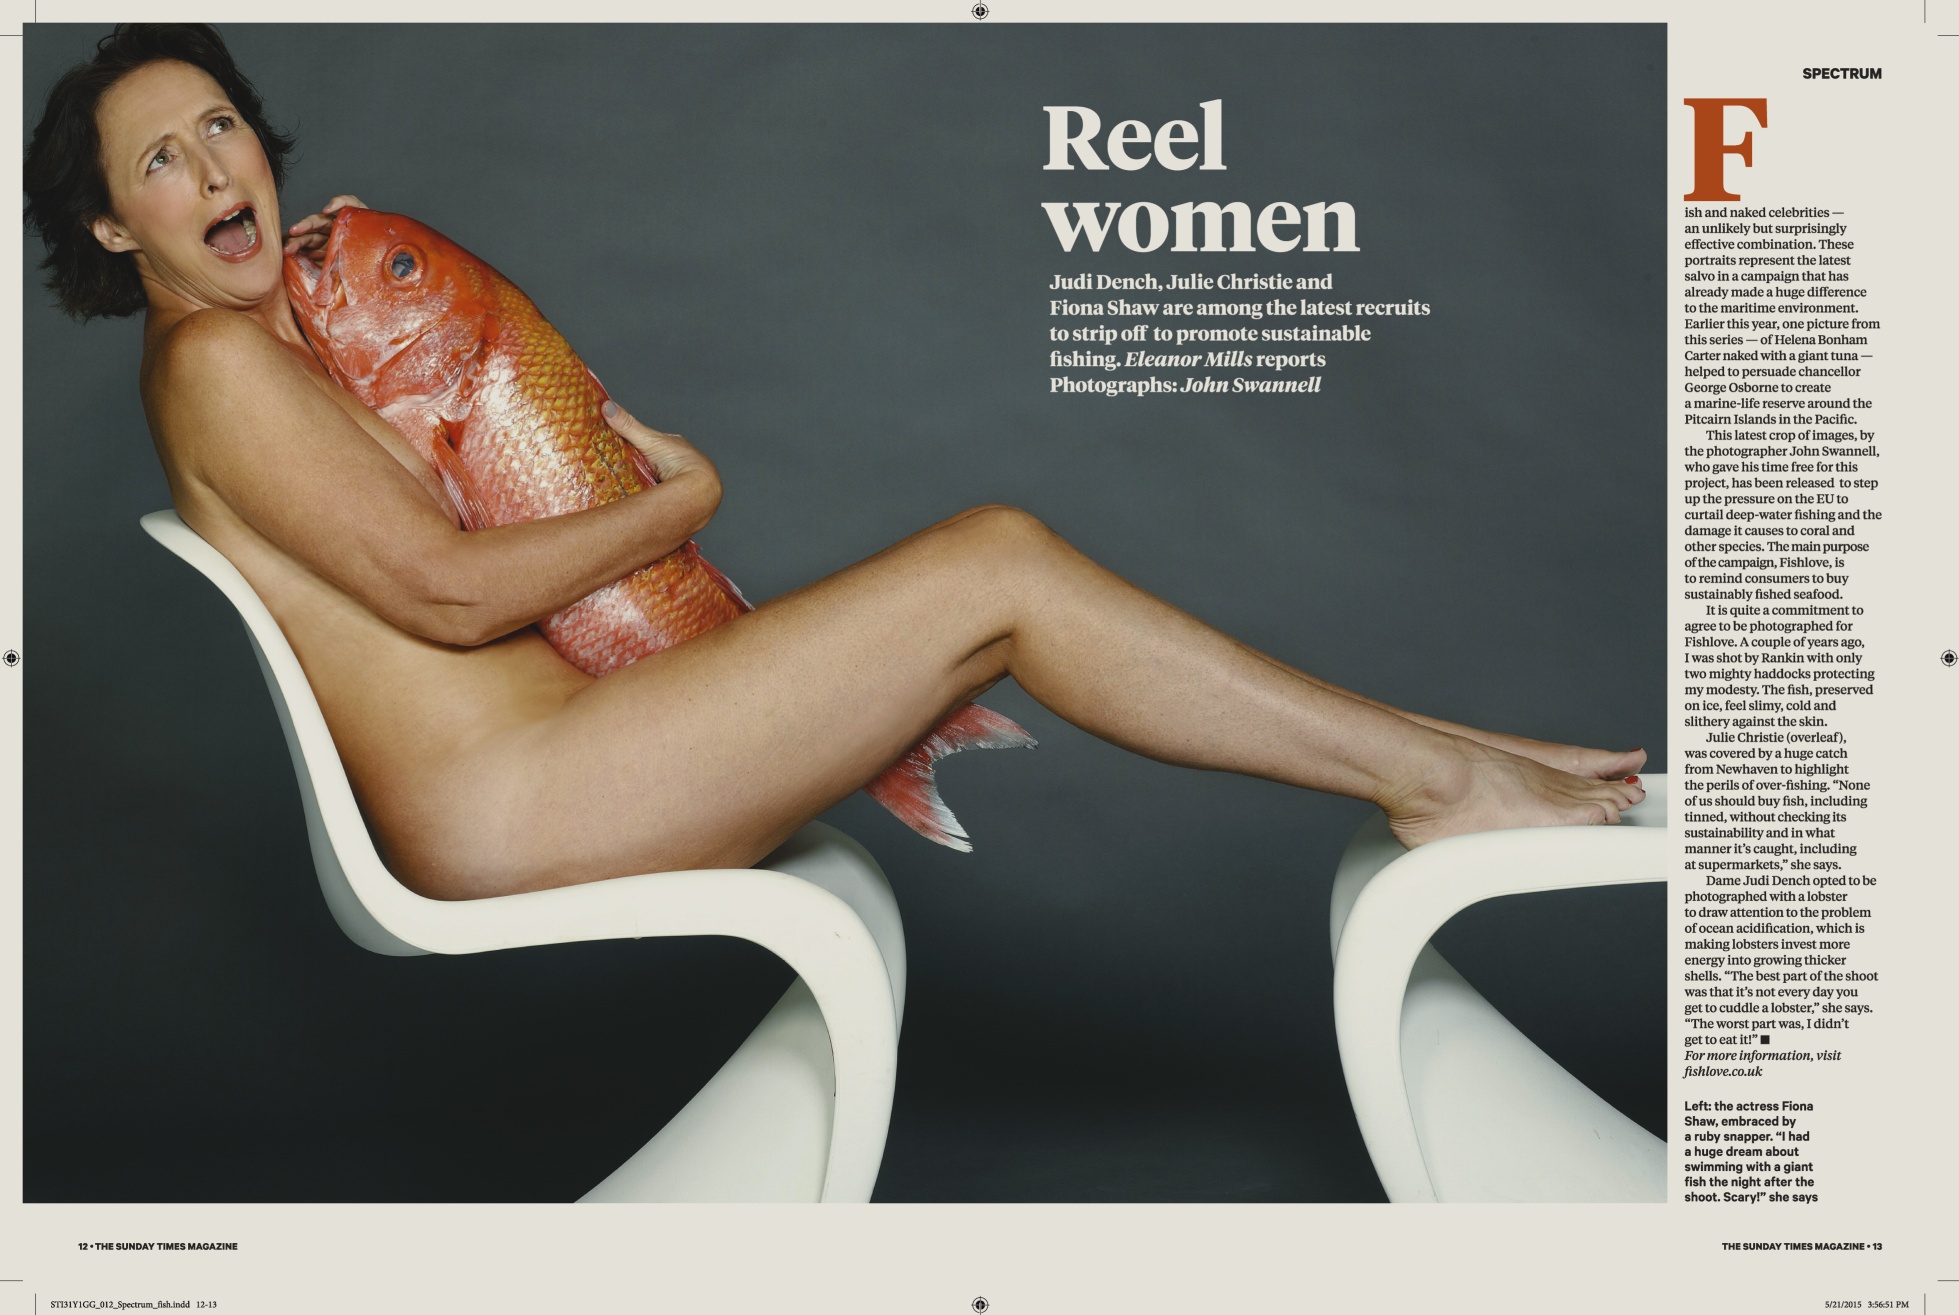 Reel
women
Judi Dench, Julie Christie and
Fiona Shaw are among the latest recruits
to strip off to promote sustainable
fishing. Eleanor Mills reports
Photographs: John Swannell
SPECTRUM
F
ish and naked celebrities —
an unlikely but surprisingly
effective combination. These
portraits represent the latest
salvo in a campaign that has
already made a huge difference
to the maritime environment.
Earlier this year, one picture from
this series — of Helena Bonham
Carter naked with a giant tuna —
helped to persuade chancellor
George Osborne to create
a marine-life reserve around the
Pitcairn Islands in the Pacific.
This latest crop of images, by
the photographer John Swannell,
who gave his time free for this
project, has been released to step
up the pressure on the EU to
curtail deep-water fishing and the
damage it causes to coral and
other species. The main purpose
of the campaign, Fishlove, is
to remind consumers to buy
sustainably fished seafood.
It is quite a commitment to
agree to be photographed for
Fishlove. A couple of years ago,
I was shot by Rankin with only
two mighty haddocks protecting
my modesty. The fish, preserved
on ice, feel slimy, cold and
slithery against the skin.
Julie Christie (overleaf),
was covered by a huge catch
from Newhaven to highlight
the perils of over-fishing. “None
of us should buy fish, including
tinned, without checking its
sustainability and in what
manner it’s caught, including
at supermarkets,” she says.
Dame Judi Dench opted to be
photographed with a lobster
to draw attention to the problem
of ocean acidification, which is
making lobsters invest more
energy into growing thicker
shells. “The best part of the shoot
was that it’s not every day you
get to cuddle a lobster,” she says.
“The worst part was, I didn’t
get to eat it!” ■
For more information, visit
fishlove.co.uk
Left: the actress Fiona
Shaw, embraced by
a ruby snapper. “I had
a huge dream about
swimming with a giant
fish the night after the
shoot. Scary!” she says
12 • THE SUNDAY TIMES MAGAZINE
THE SUNDAY TIMES MAGAZINE • 13
STI31Y1GG_012_Spectrum_fish.indd 12-13
5/21/2015 3:56:51 PM